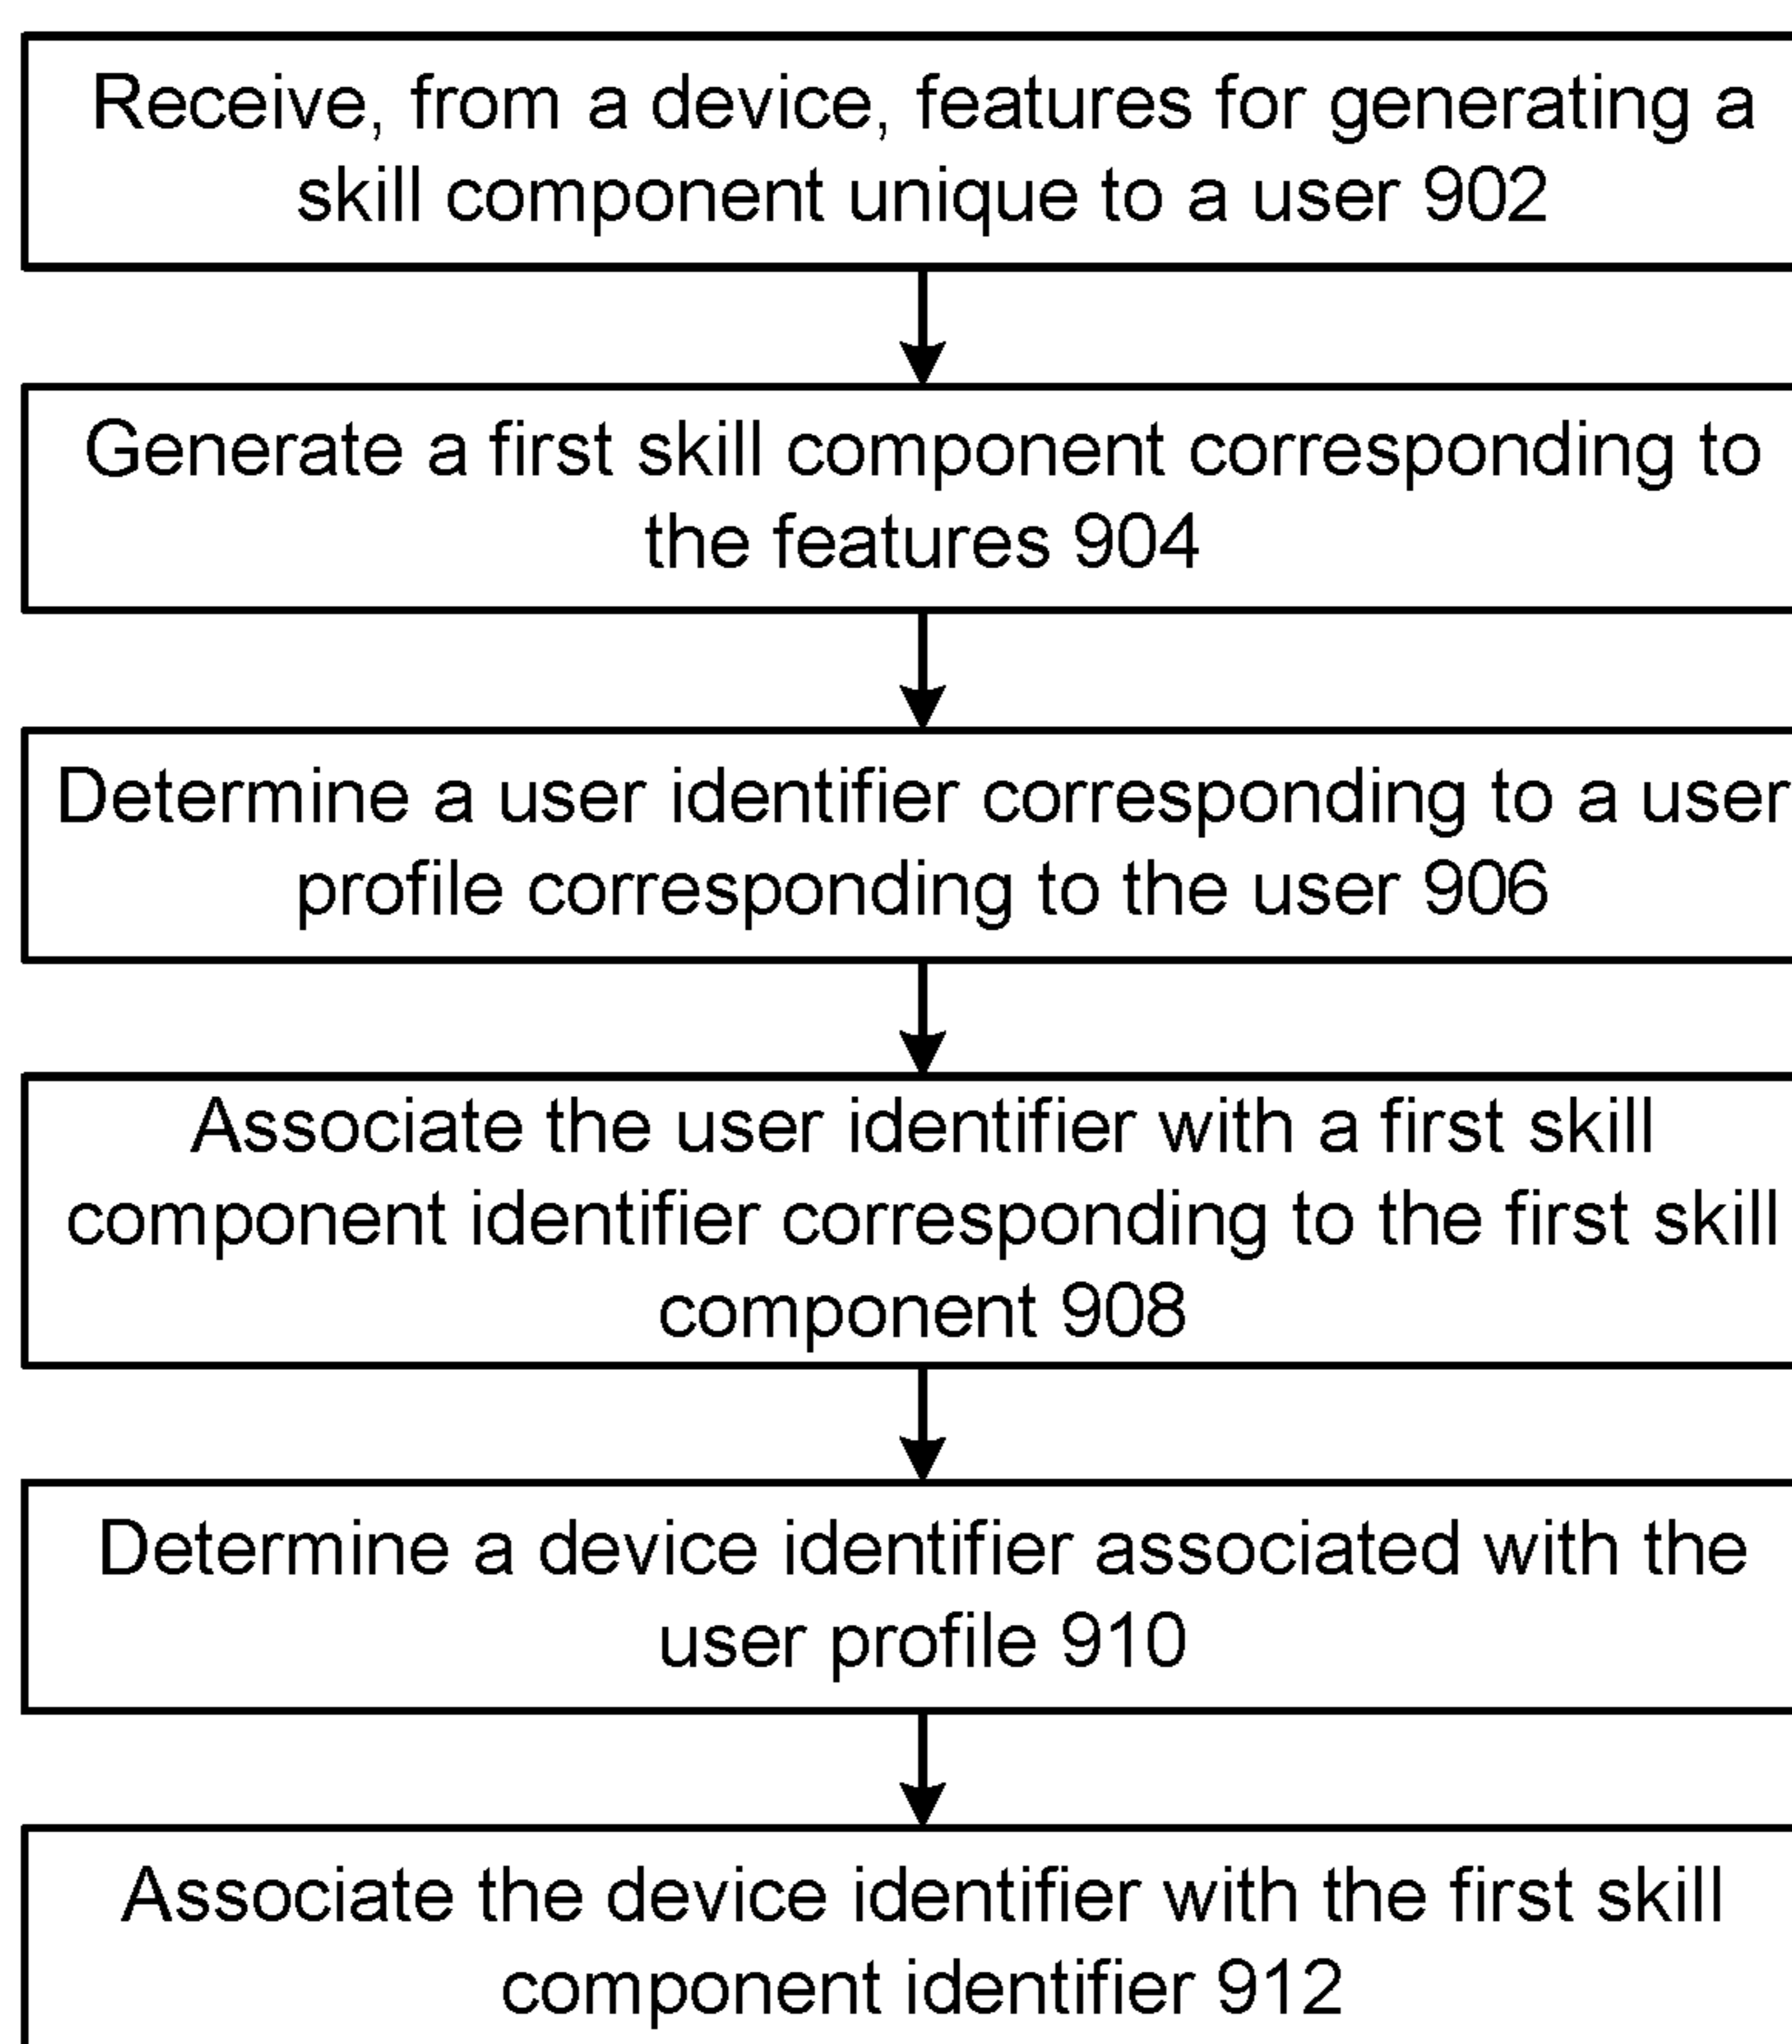 Receive, from a device, features for generating a
skill component unique to a user 902
Generate a first skill component corresponding to
the features 904
Determine a user identifier corresponding to a user
profile corresponding to the user 906
Associate the user identifier with a first skill
component identifier corresponding to the first skill
component 908
Determine a device identifier associated with the
user profile 910
Associate the device identifier with the first skill
component identifier 912